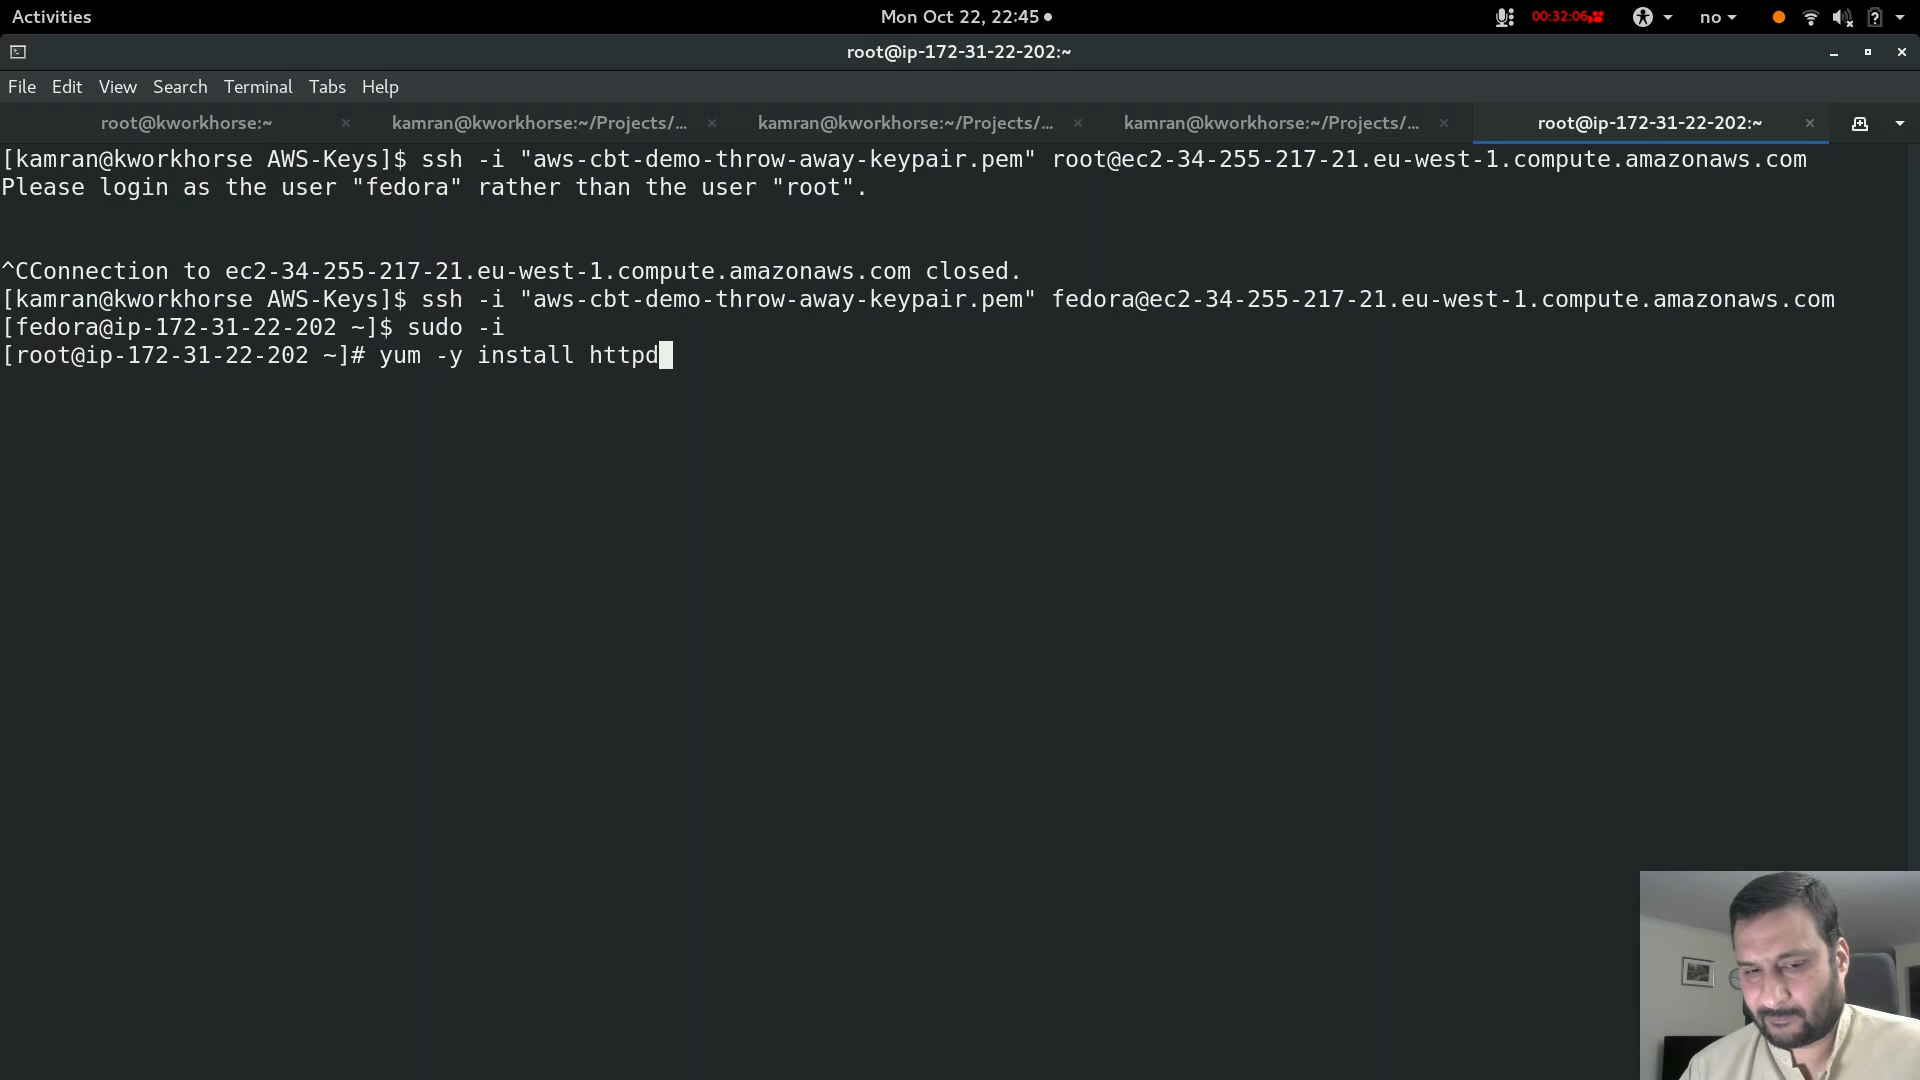 Activities
Mon Oct 22, 22:45
00:32:06
no
root@ip-172-31-22-202:~
File Edit View Search Terminal Tabs Help
root@kworkhorse:~
kamran@kworkhorse:~/Projects/...
kamran@kworkhorse:~/Projects/...
kamran@kworkhorse:~/Projects/...
root@ip-172-31-22-202:~
[kamran@kworkhorse AWS-Keys]$ ssh -i "aws-cbt-demo-throw-away-keypair.pem" root@ec2-34-255-217-21.eu-west-1.compute.amazonaws.com
Please login as the user "fedora" rather than the user "root".
^CConnection to ec2-34-255-217-21.eu-west-1.compute.amazonaws.com closed.
[kamran@kworkhorse AWS-Keys]$ ssh -i "aws-cbt-demo-throw-away-keypair.pem" fedora@ec2-34-255-217-21.eu-west-1.compute.amazonaws.com
[fedora@ip-172-31-22-202 ~]$ sudo -i
[root@ip-172-31-22-202 ~]# yum -y install httpd